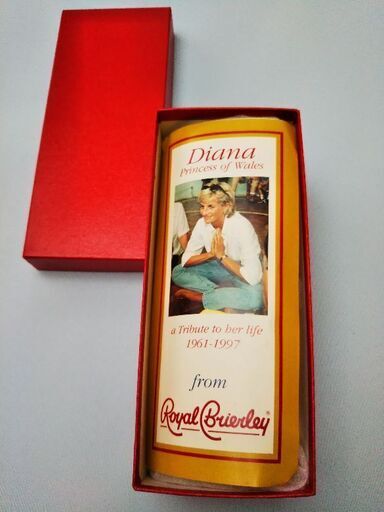 Diana
Princess of Wales
a Tribute to her life
1961-1997
from
Royal Brierley